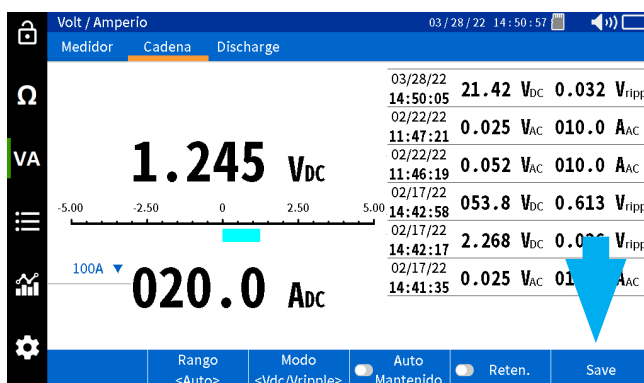 Volt / Amperio
03/28/22 14:50:57
Medidor Cadena Discharge
Ω
VA
1.245 VDC
-5.00 -2.50 0 2.50 5.00
100A ▼
020.0 ADC
03/28/22
14:50:05 21.42 VDC 0.032 Vripp
02/22/22
11:47:21 0.025 VAC 010.0 AAC
02/22/22
11:46:19 0.052 VAC 010.0 AAC
02/17/22
14:42:58 053.8 VDC 0.613 Vripp
02/17/22
14:42:17 2.268 VDC Vripp
02/17/22
14:41:35 0.025 VAC AAC
Rango
<Auto>
Modo
<Vdc/Vripple>
Auto
Mantenido
Reten.
Save